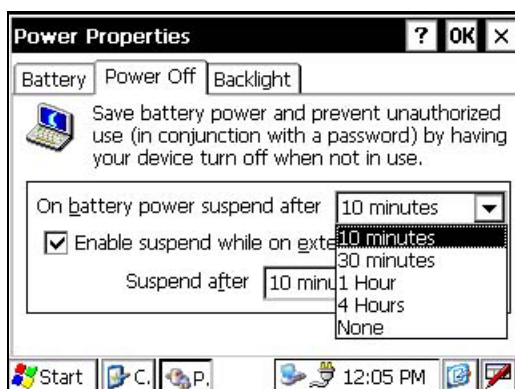 Power Properties ? OK ×
Battery Power Off Backlight
Save battery power and prevent unauthorized
use (in conjunction with a password) by having
your device turn off when not in use.
On battery power suspend after 10 minutes
Enable suspend while on exte
Suspend after 10 minu
10 minutes
30 minutes
1 Hour
4 Hours
None
Start C. P. 12:05 PM